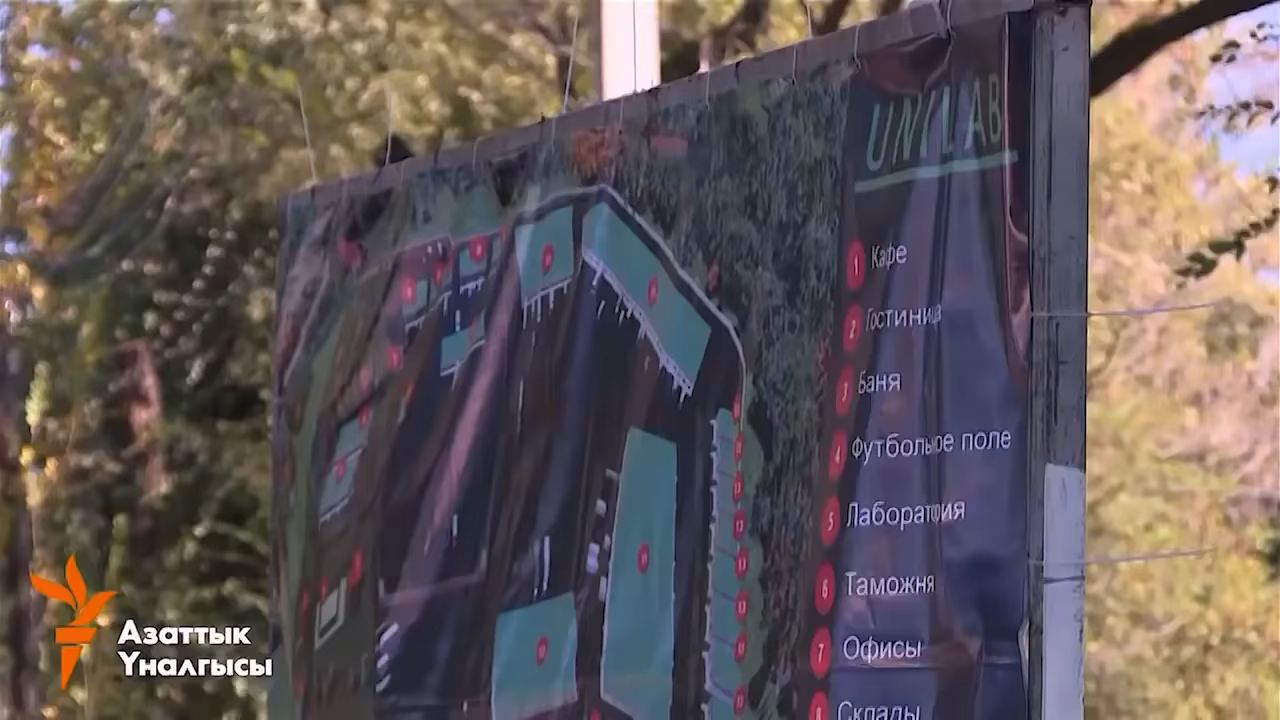 UNILAB
1 Кафе
2 Гостиница
3 Баня
4 Футбольное поле
5 Лаборатория
6 Таможня
7 Офисы
8 Склады
Азаттык
Үналгысы